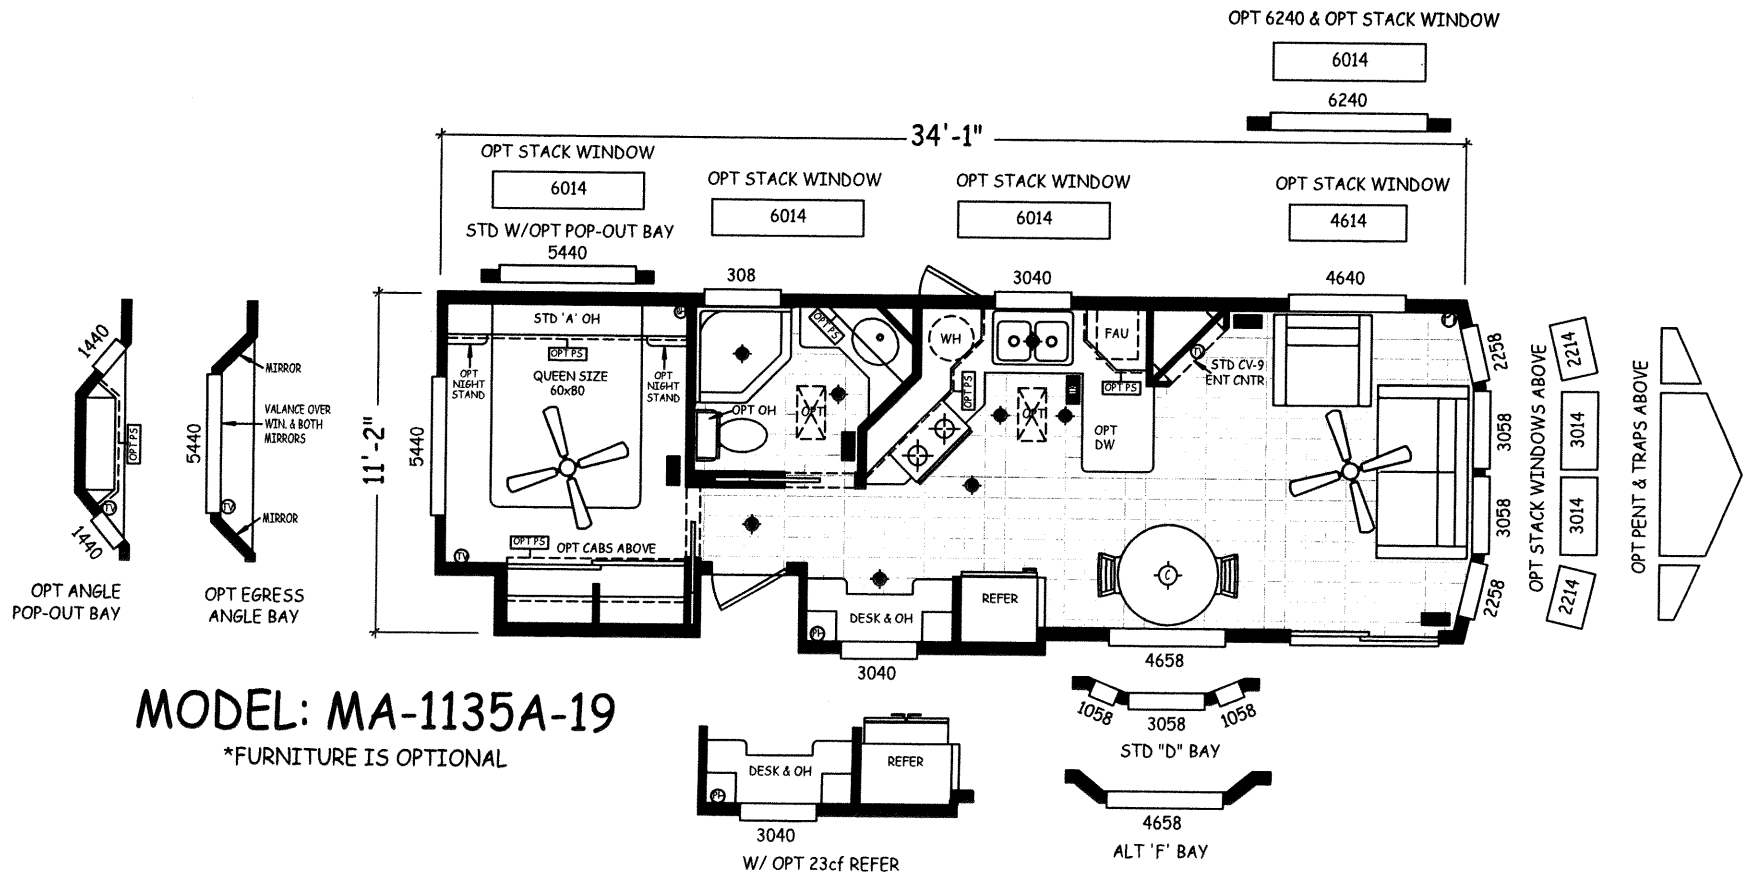 OPT 6240 & OPT STACK WINDOW
6014
6240
34'-1"
OPT STACK WINDOW
6014
STD W/OPT POP-OUT BAY
5440
OPT STACK WINDOW
6014
OPT STACK WINDOW
6014
OPT STACK WINDOW
4614
308
3040
4640
1440
OPT PS
TV
1440
OPT ANGLE
POP-OUT BAY
MIRROR
VALANCE OVER
WIN. & BOTH
MIRRORS
5440
TV
MIRROR
OPT EGRESS
ANGLE BAY
11'-2"
5440
STD 'A' OH
PH
OPT PS
OPT
NIGHT
STAND
QUEEN SIZE
60x80
OPT
NIGHT
STAND
OPT PS
OPT CABS ABOVE
TV
OPT PS
OPT
OPT OH
WH
OPT PS
FAU
OPT PS
OPT
OPT
DW
TV
STD CV-9
ENT CNTR
C
DESK & OH
PH
REFER
3040
4658
2258
3058
3058
2258
OPT STACK WINDOWS ABOVE
2214
3014
3014
2214
OPT PENT & TRAPS ABOVE
MODEL: MA-1135A-19
*FURNITURE IS OPTIONAL
DESK & OH
PH
REFER
3040
W/ OPT 23cf REFER
1058
3058
1058
STD "D" BAY
4658
ALT 'F' BAY